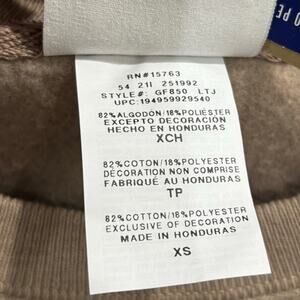 RN#15763
54 211 251992
STYLE#: GF850 LTJ
UPC:194959929540
82%ALGODON/18%POLIESTER
EXCEPTO DECORACION
HECHO EN HONDURAS
XCH
82%COTON/18%POLYESTER
DÉCORATION NON COMPRISE
FABRIQUÉ AU HONDURAS
TP
82%COTTON/18%POLYESTER
EXCLUSIVE OF DECORATION
MADE IN HONDURAS
XS